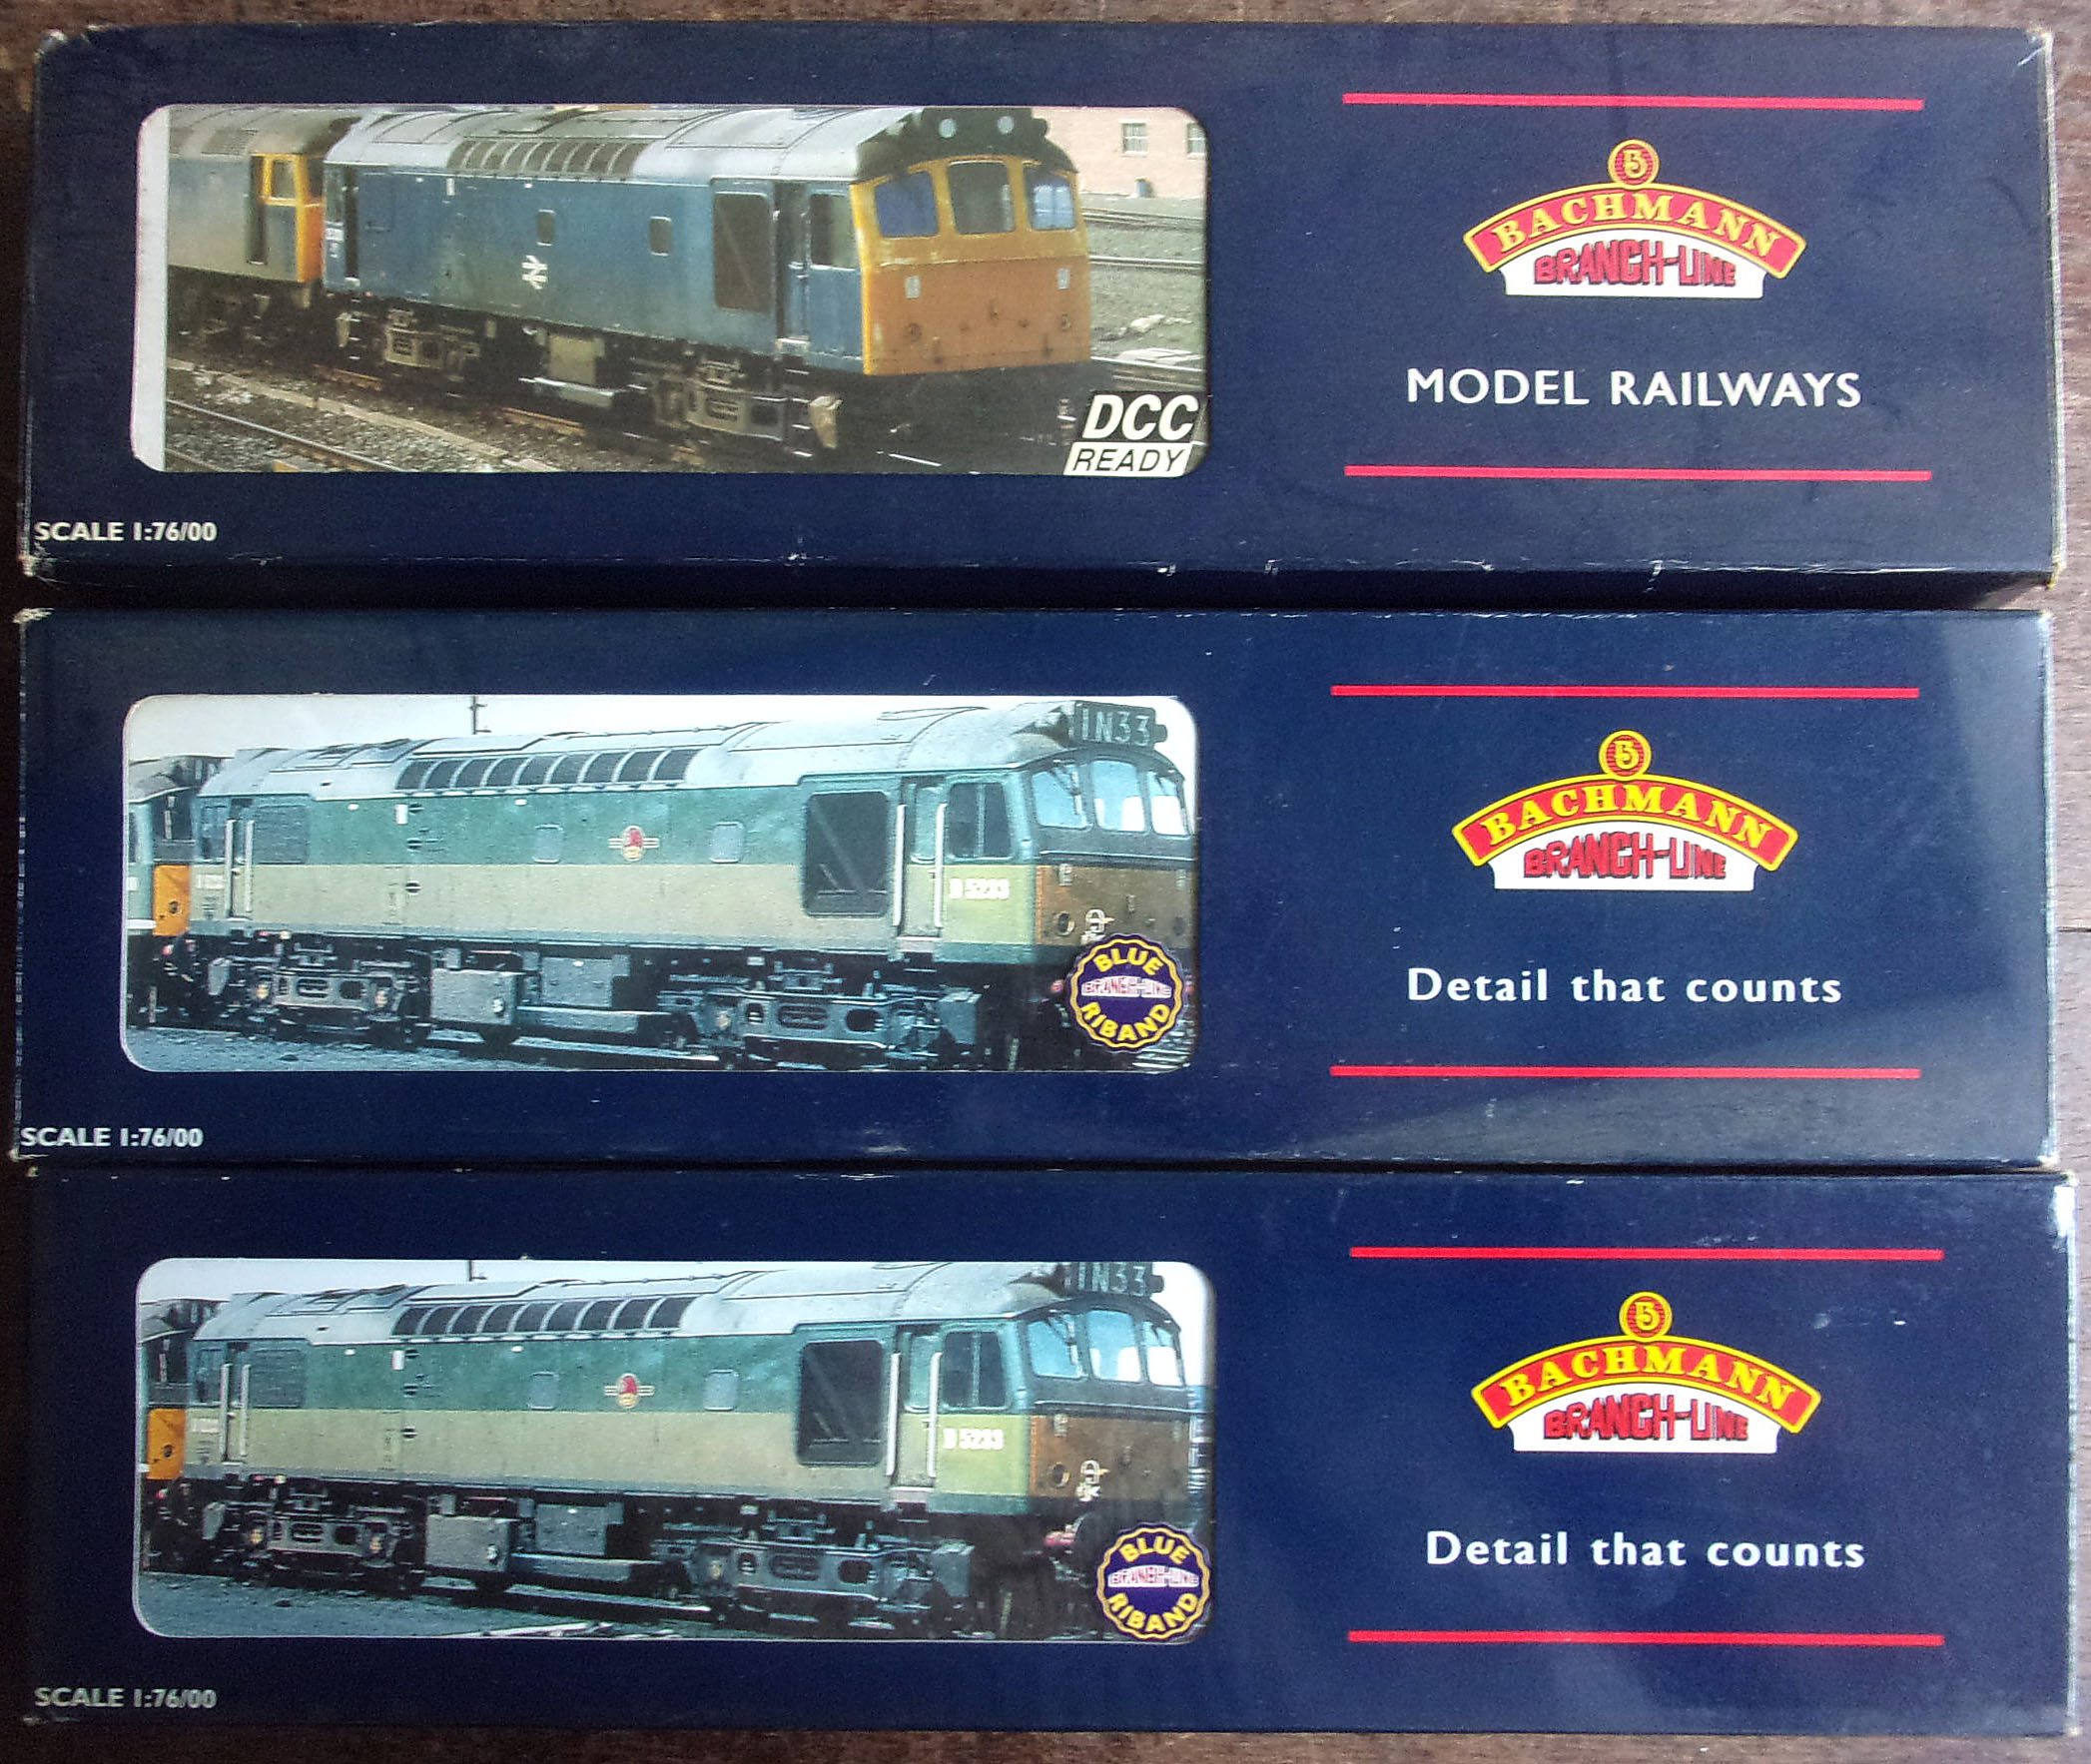 B
BACHMANN
BRANCH-LINE
MODEL RAILWAYS
DCC
READY
SCALE 1:76/00
1N33
B
BACHMANN
BRANCH-LINE
D5233
Detail that counts
BLUE
BRANCH-LINE
RIBAND
SCALE 1:76/00
1N33
B
BACHMANN
BRANCH-LINE
D5233
Detail that counts
BLUE
BRANCH-LINE
RIBAND
SCALE 1:76/00